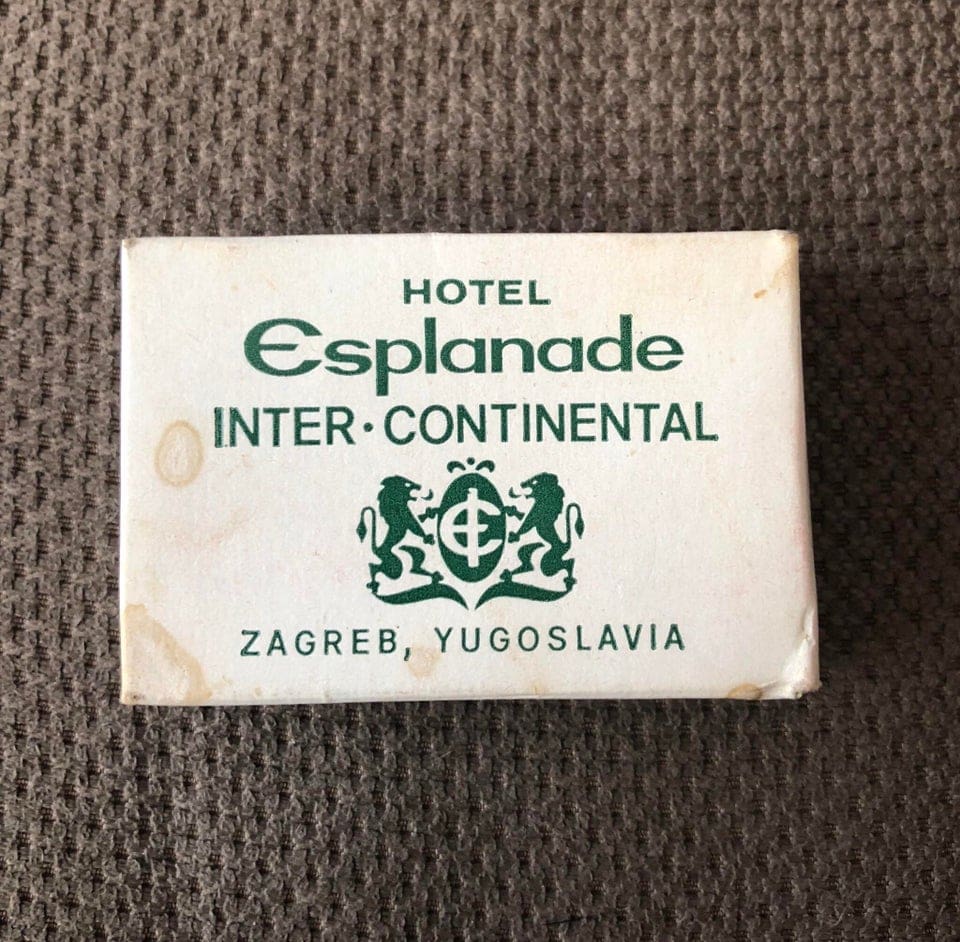 HOTEL
Esplanade
INTER·CONTINENTAL
ZAGREB, YUGOSLAVIA